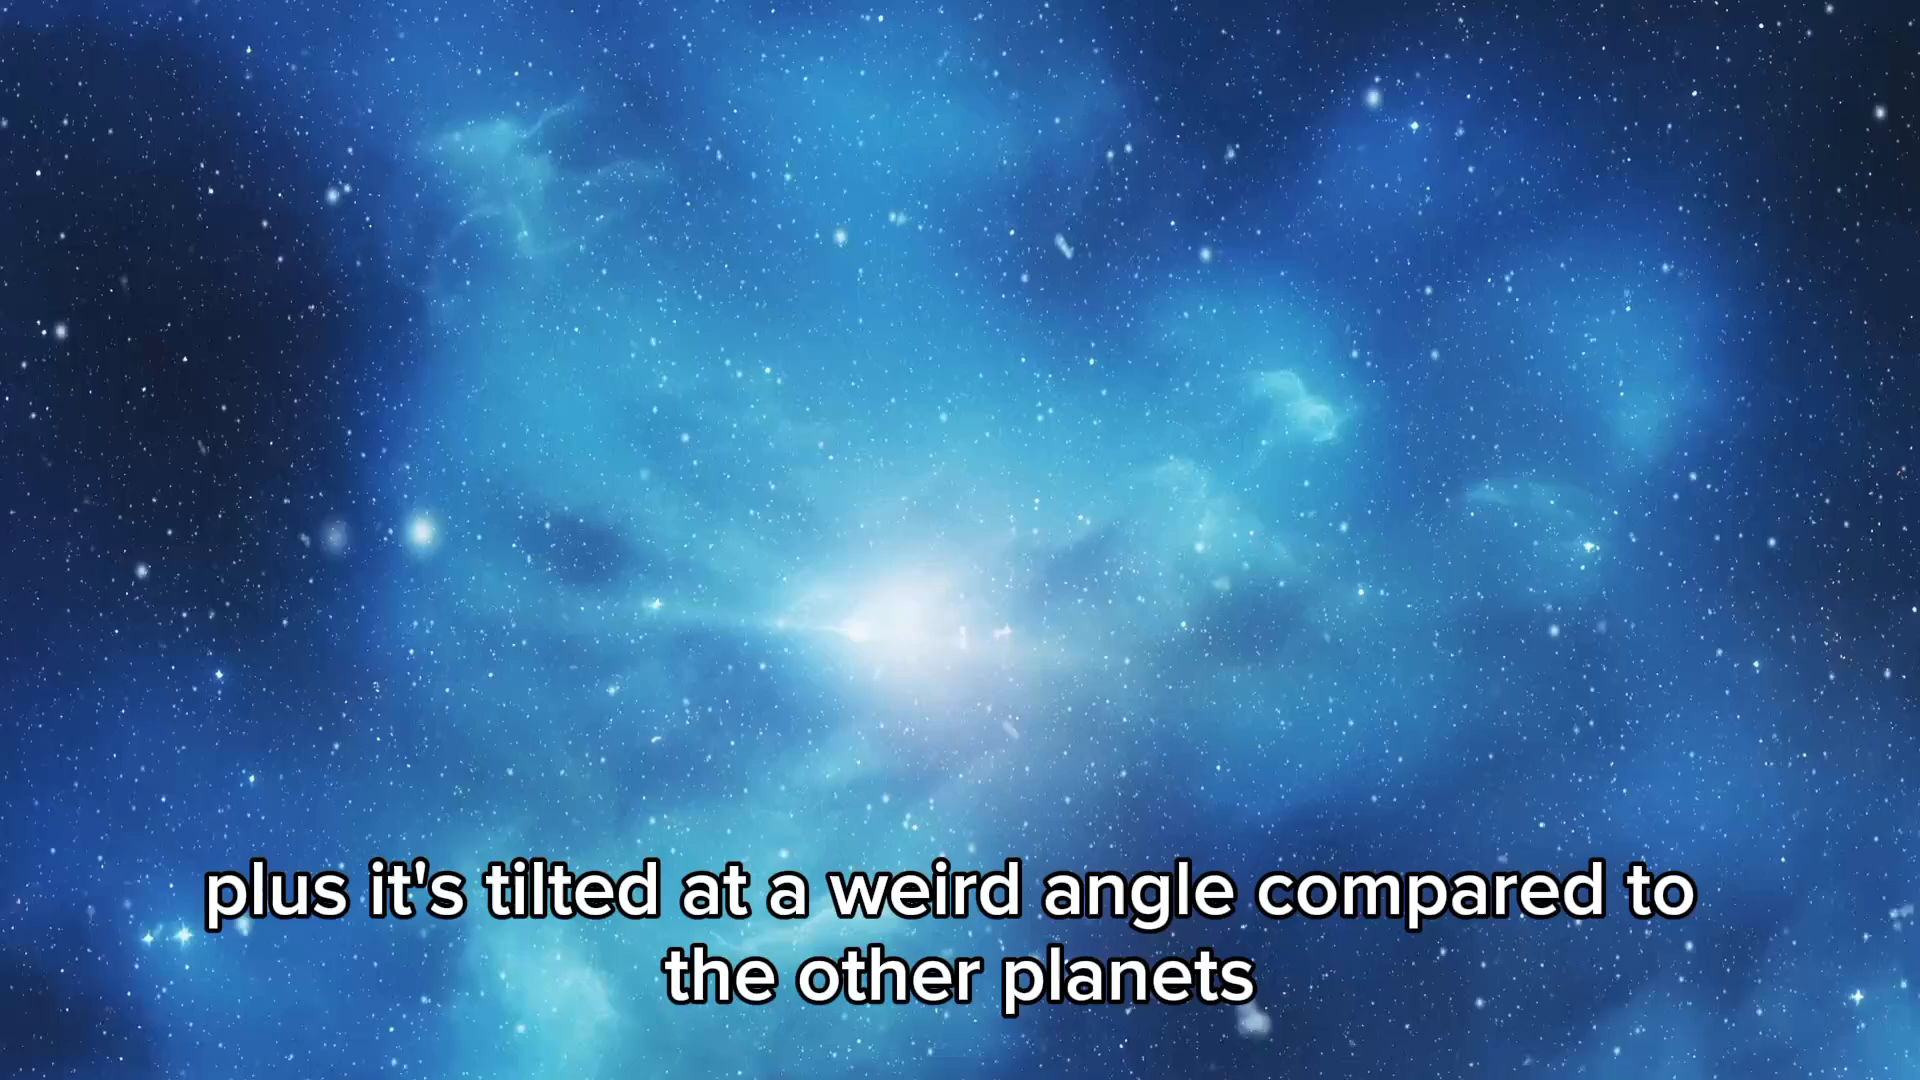 plus it's tilted at a weird angle compared to
the other planets